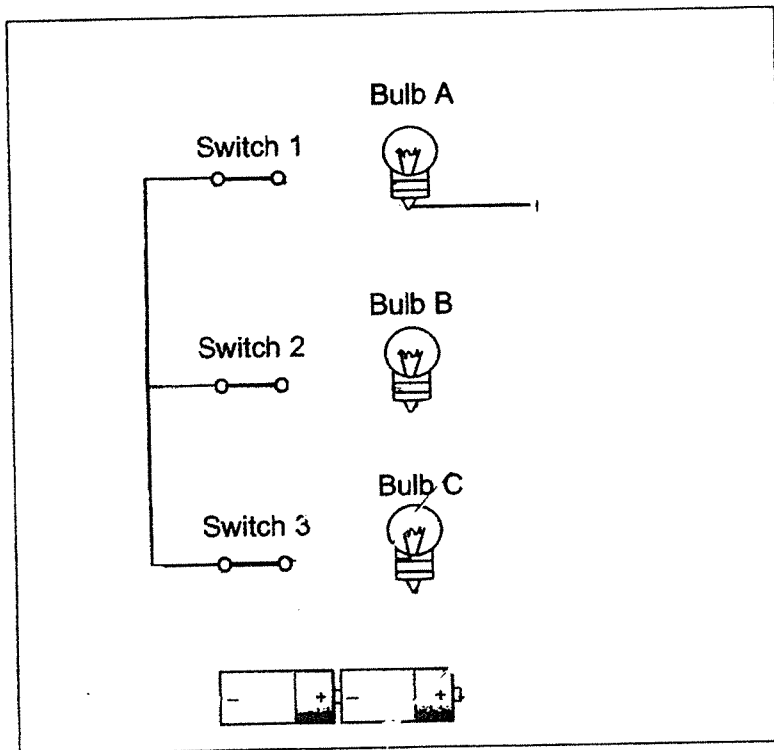 Bulb A
Switch 1
Bulb B
Switch 2
Bulb C
Switch 3
- + - +